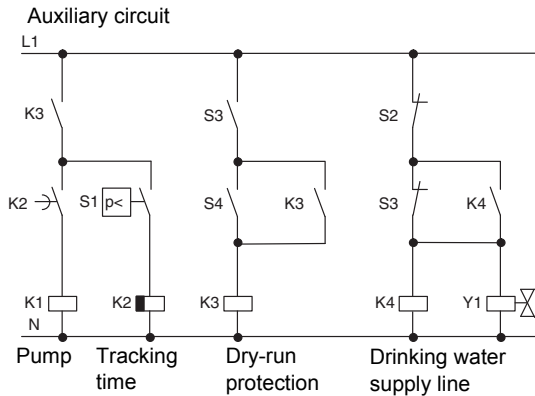 Auxiliary circuit
L1
K3 S3 S2
K2 S1 p< S4 K3 S3 K4
K1 K2 K3 K4 Y1
N
Pump Tracking time
Dry-run protection
Drinking water supply line